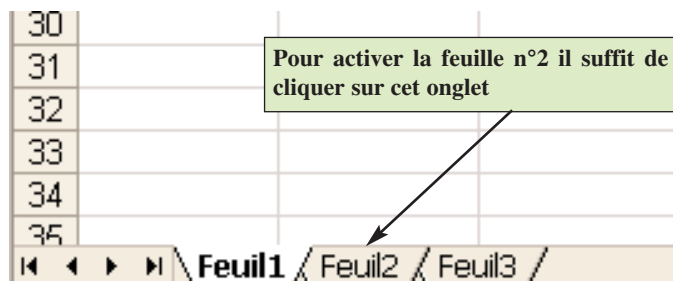 30
31
Pour activer la feuille n°2 il suffit de
cliquer sur cet onglet
32
33
34
35
Feuil1 Feuil2 Feuil3